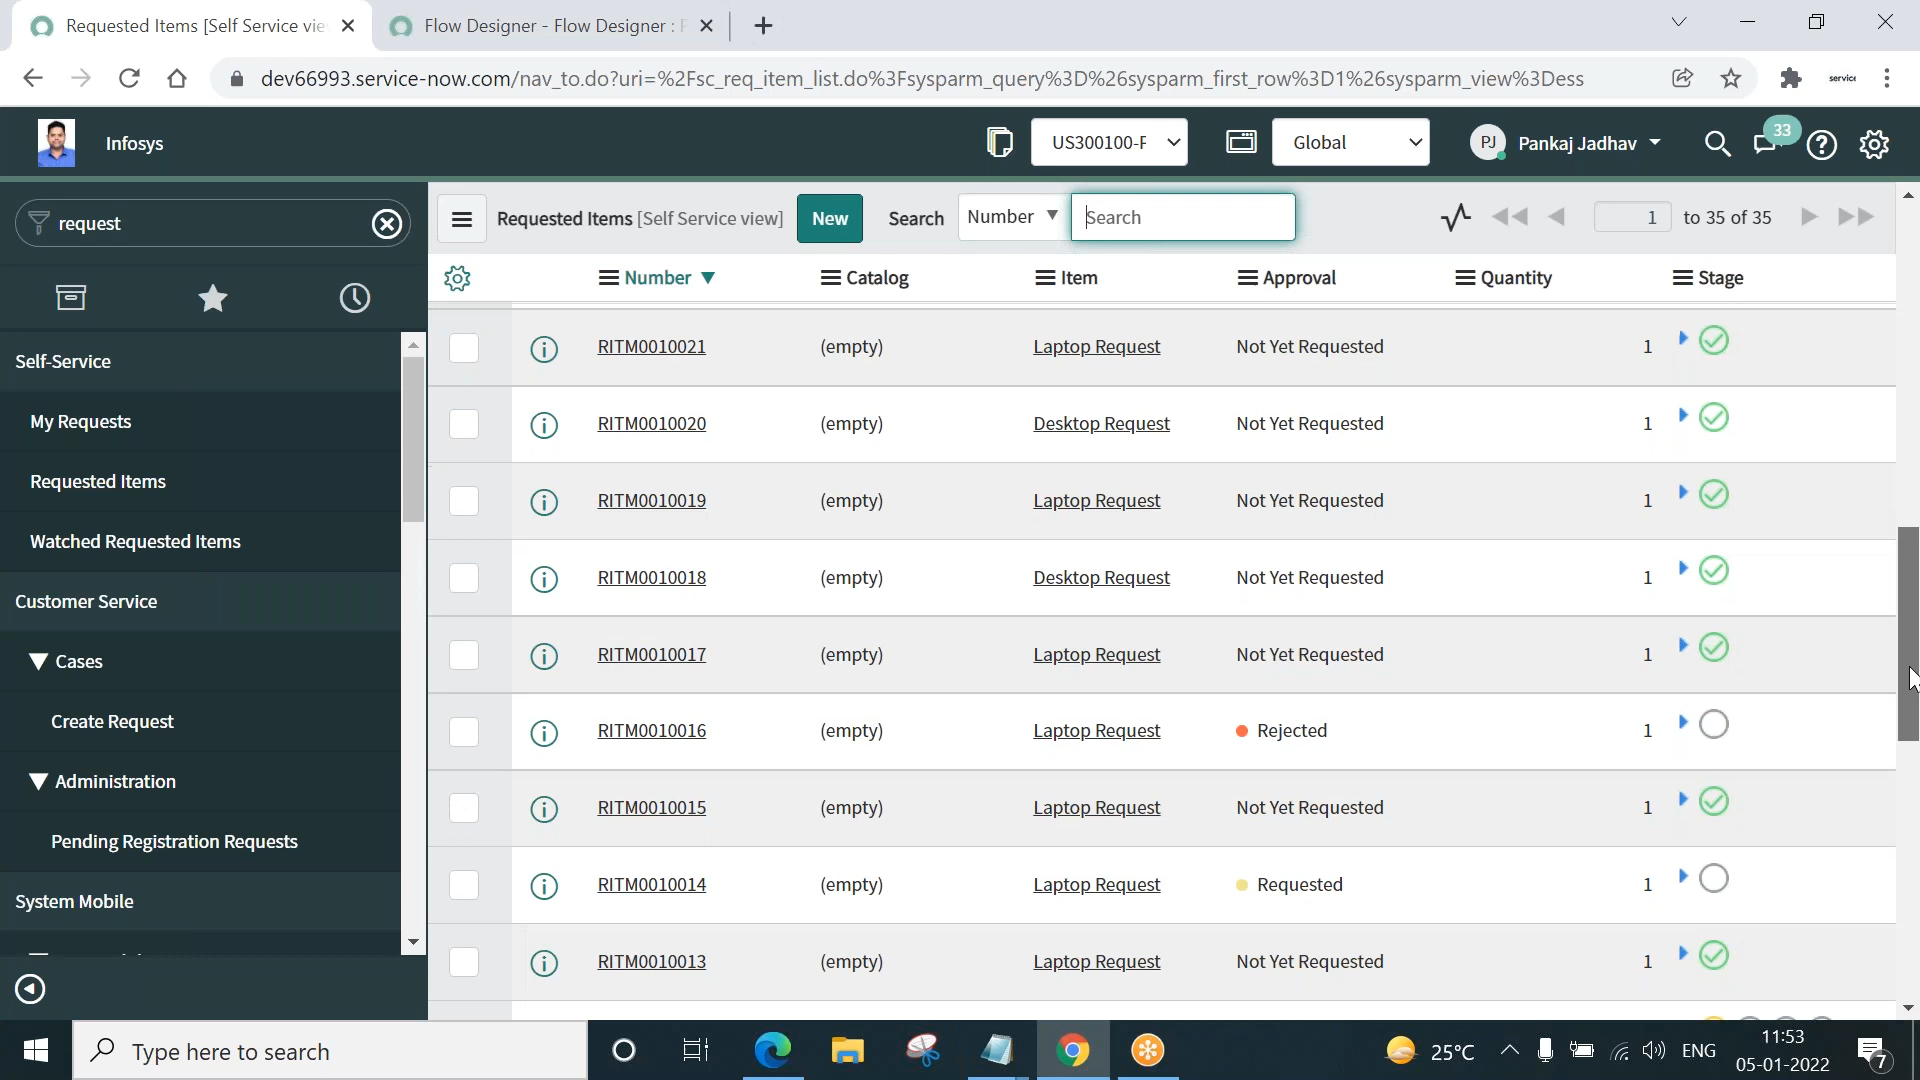 Requested Items [Self Service vie
Flow Designer - Flow Designer :
dev66993.service-now.com/nav_to.do?uri=%2Fsc_req_item_list.do%3Fsysparm_query%3D%26sysparm_first_row%3D1%26sysparm_view%3Dess
service
Infosys
US300100-F
Global
PJ
Pankaj Jadhav
33
request
Requested Items [Self Service view]
New
Search
Number
Search
1
to 35 of 35
Number
Catalog
Item
Approval
Quantity
Stage
Self-Service
My Requests
Requested Items
Watched Requested Items
Customer Service
Cases
Create Request
Administration
Pending Registration Requests
System Mobile
RITM0010021 (empty) Laptop Request Not Yet Requested 1
RITM0010020 (empty) Desktop Request Not Yet Requested 1
RITM0010019 (empty) Laptop Request Not Yet Requested 1
RITM0010018 (empty) Desktop Request Not Yet Requested 1
RITM0010017 (empty) Laptop Request Not Yet Requested 1
RITM0010016 (empty) Laptop Request Rejected 1
RITM0010015 (empty) Laptop Request Not Yet Requested 1
RITM0010014 (empty) Laptop Request Requested 1
RITM0010013 (empty) Laptop Request Not Yet Requested 1
Type here to search
25°C
ENG
11:53
05-01-2022
7